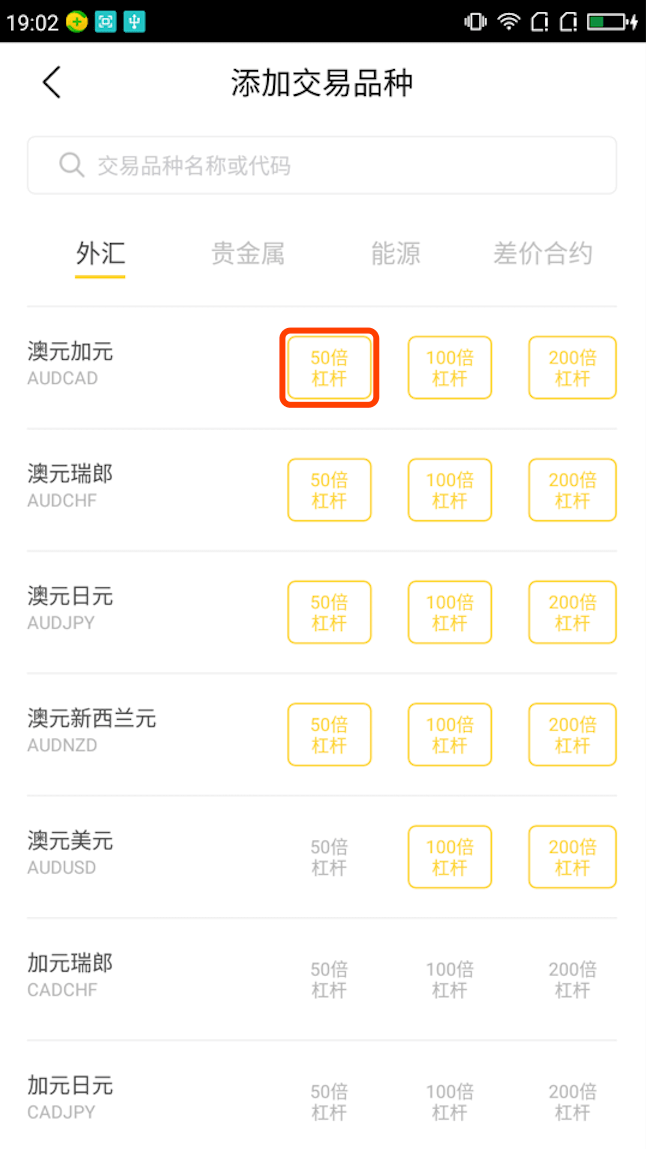 19:02
添加交易品种
交易品种名称或代码
外汇 贵金属 能源 差价合约
澳元加元
AUDCAD
50倍 100倍 200倍
杠杆 杠杆 杠杆
澳元瑞郎
AUDCHF
50倍 100倍 200倍
杠杆 杠杆 杠杆
澳元日元
AUDJPY
50倍 100倍 200倍
杠杆 杠杆 杠杆
澳元新西兰元
AUDNZD
50倍 100倍 200倍
杠杆 杠杆 杠杆
澳元美元
AUDUSD
50倍 100倍 200倍
杠杆 杠杆 杠杆
加元瑞郎
CADCHF
50倍 100倍 200倍
杠杆 杠杆 杠杆
加元日元
CADJPY
50倍 100倍 200倍
杠杆 杠杆 杠杆